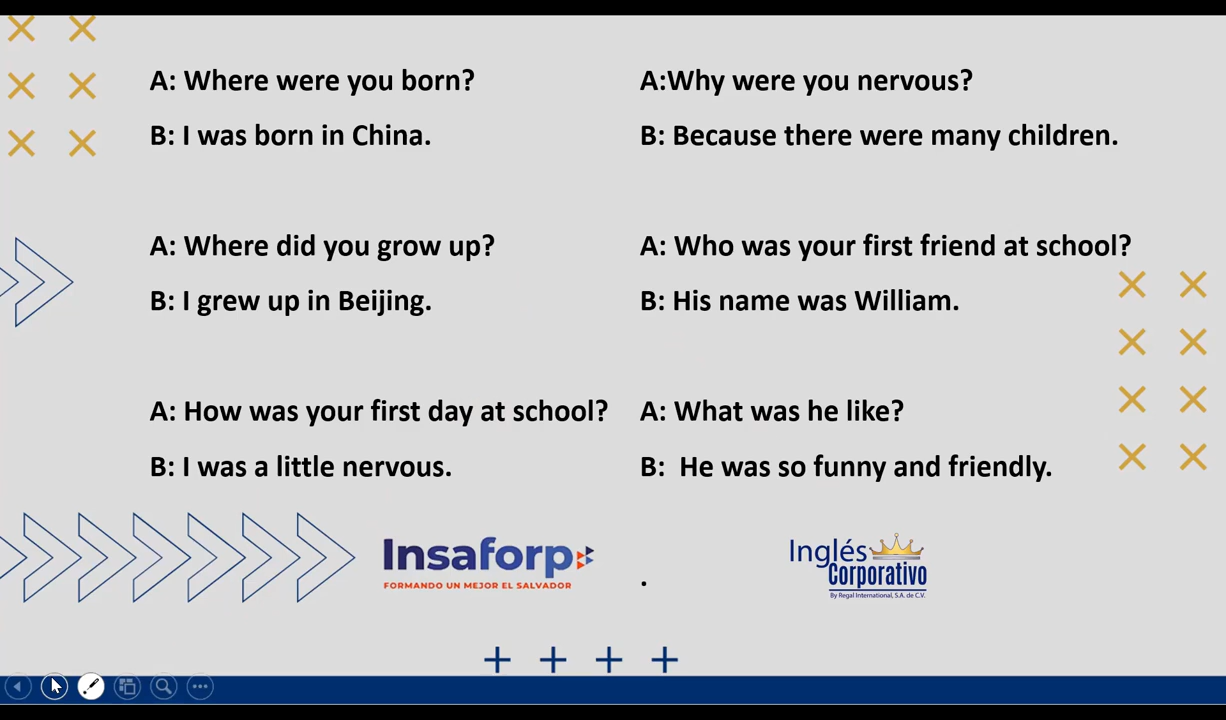 A: Where were you born?
B: I was born in China.
A: Where did you grow up?
B: I grew up in Beijing.
A: How was your first day at school?
B: I was a little nervous.
A:Why were you nervous?
B: Because there were many children.
A: Who was your first friend at school?
B: His name was William.
A: What was he like?
B:  He was so funny and friendly.
Insaforp
FORMANDO UN MEJOR EL SALVADOR
.
Inglés
Corporativo
By Regal International, S.A. de C.V.